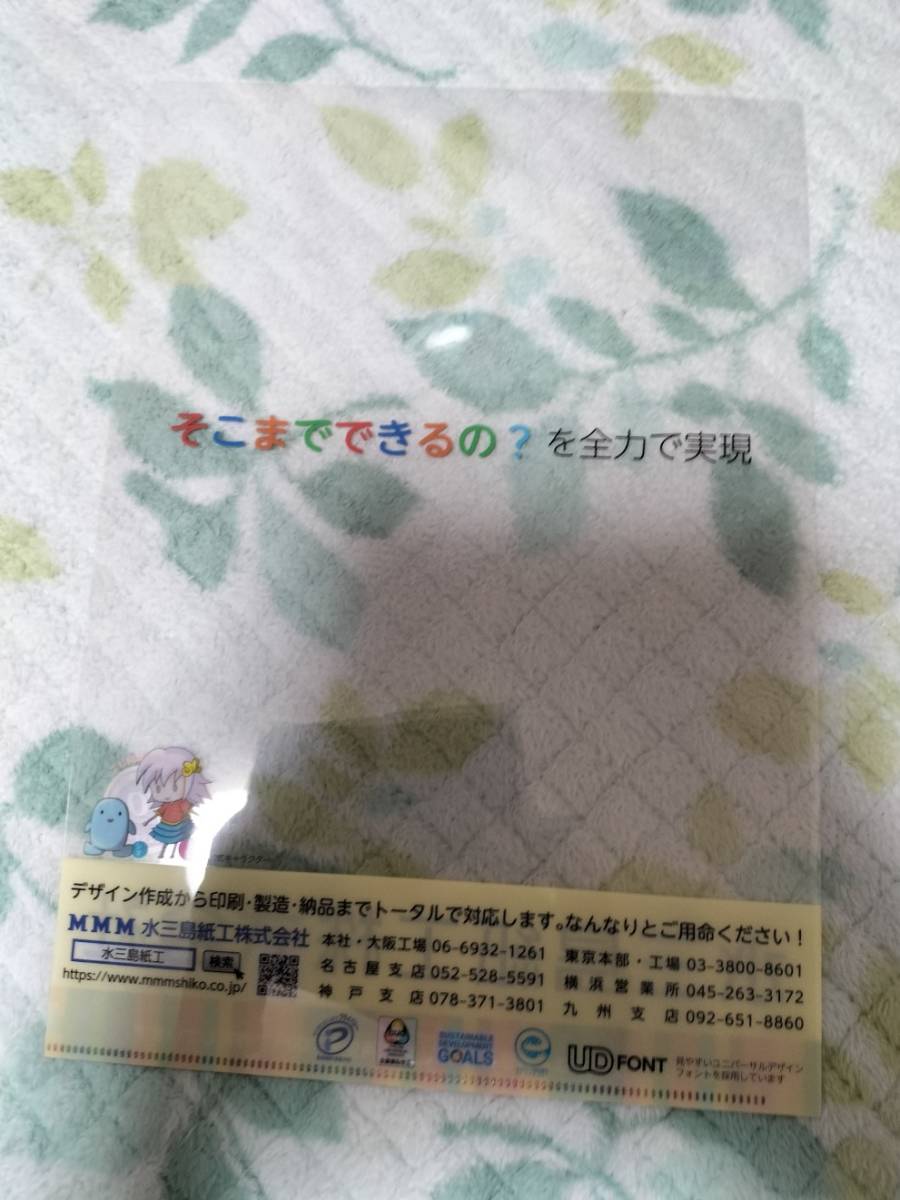 そこまでできるの?を全力で実現
デザイン作成から印刷・製造・納品までトータルで対応します。なんなりとご用命ください!
MMM 水三島紙工株式会社
水三島紙工 検索
https://www.mmmshiko.co.jp/
本社・大阪工場 06-6932-1261
名古屋支店 052-528-5591
神戸支店 078-371-3801
東京本部・工場 03-3800-8601
横浜営業所 045-263-3172
九州支店 092-651-8860
SUSTAINABLE
DEVELOPMENT
GOALS
UD FONT
見やすいユニバーサルデザイン
フォントを採用しています